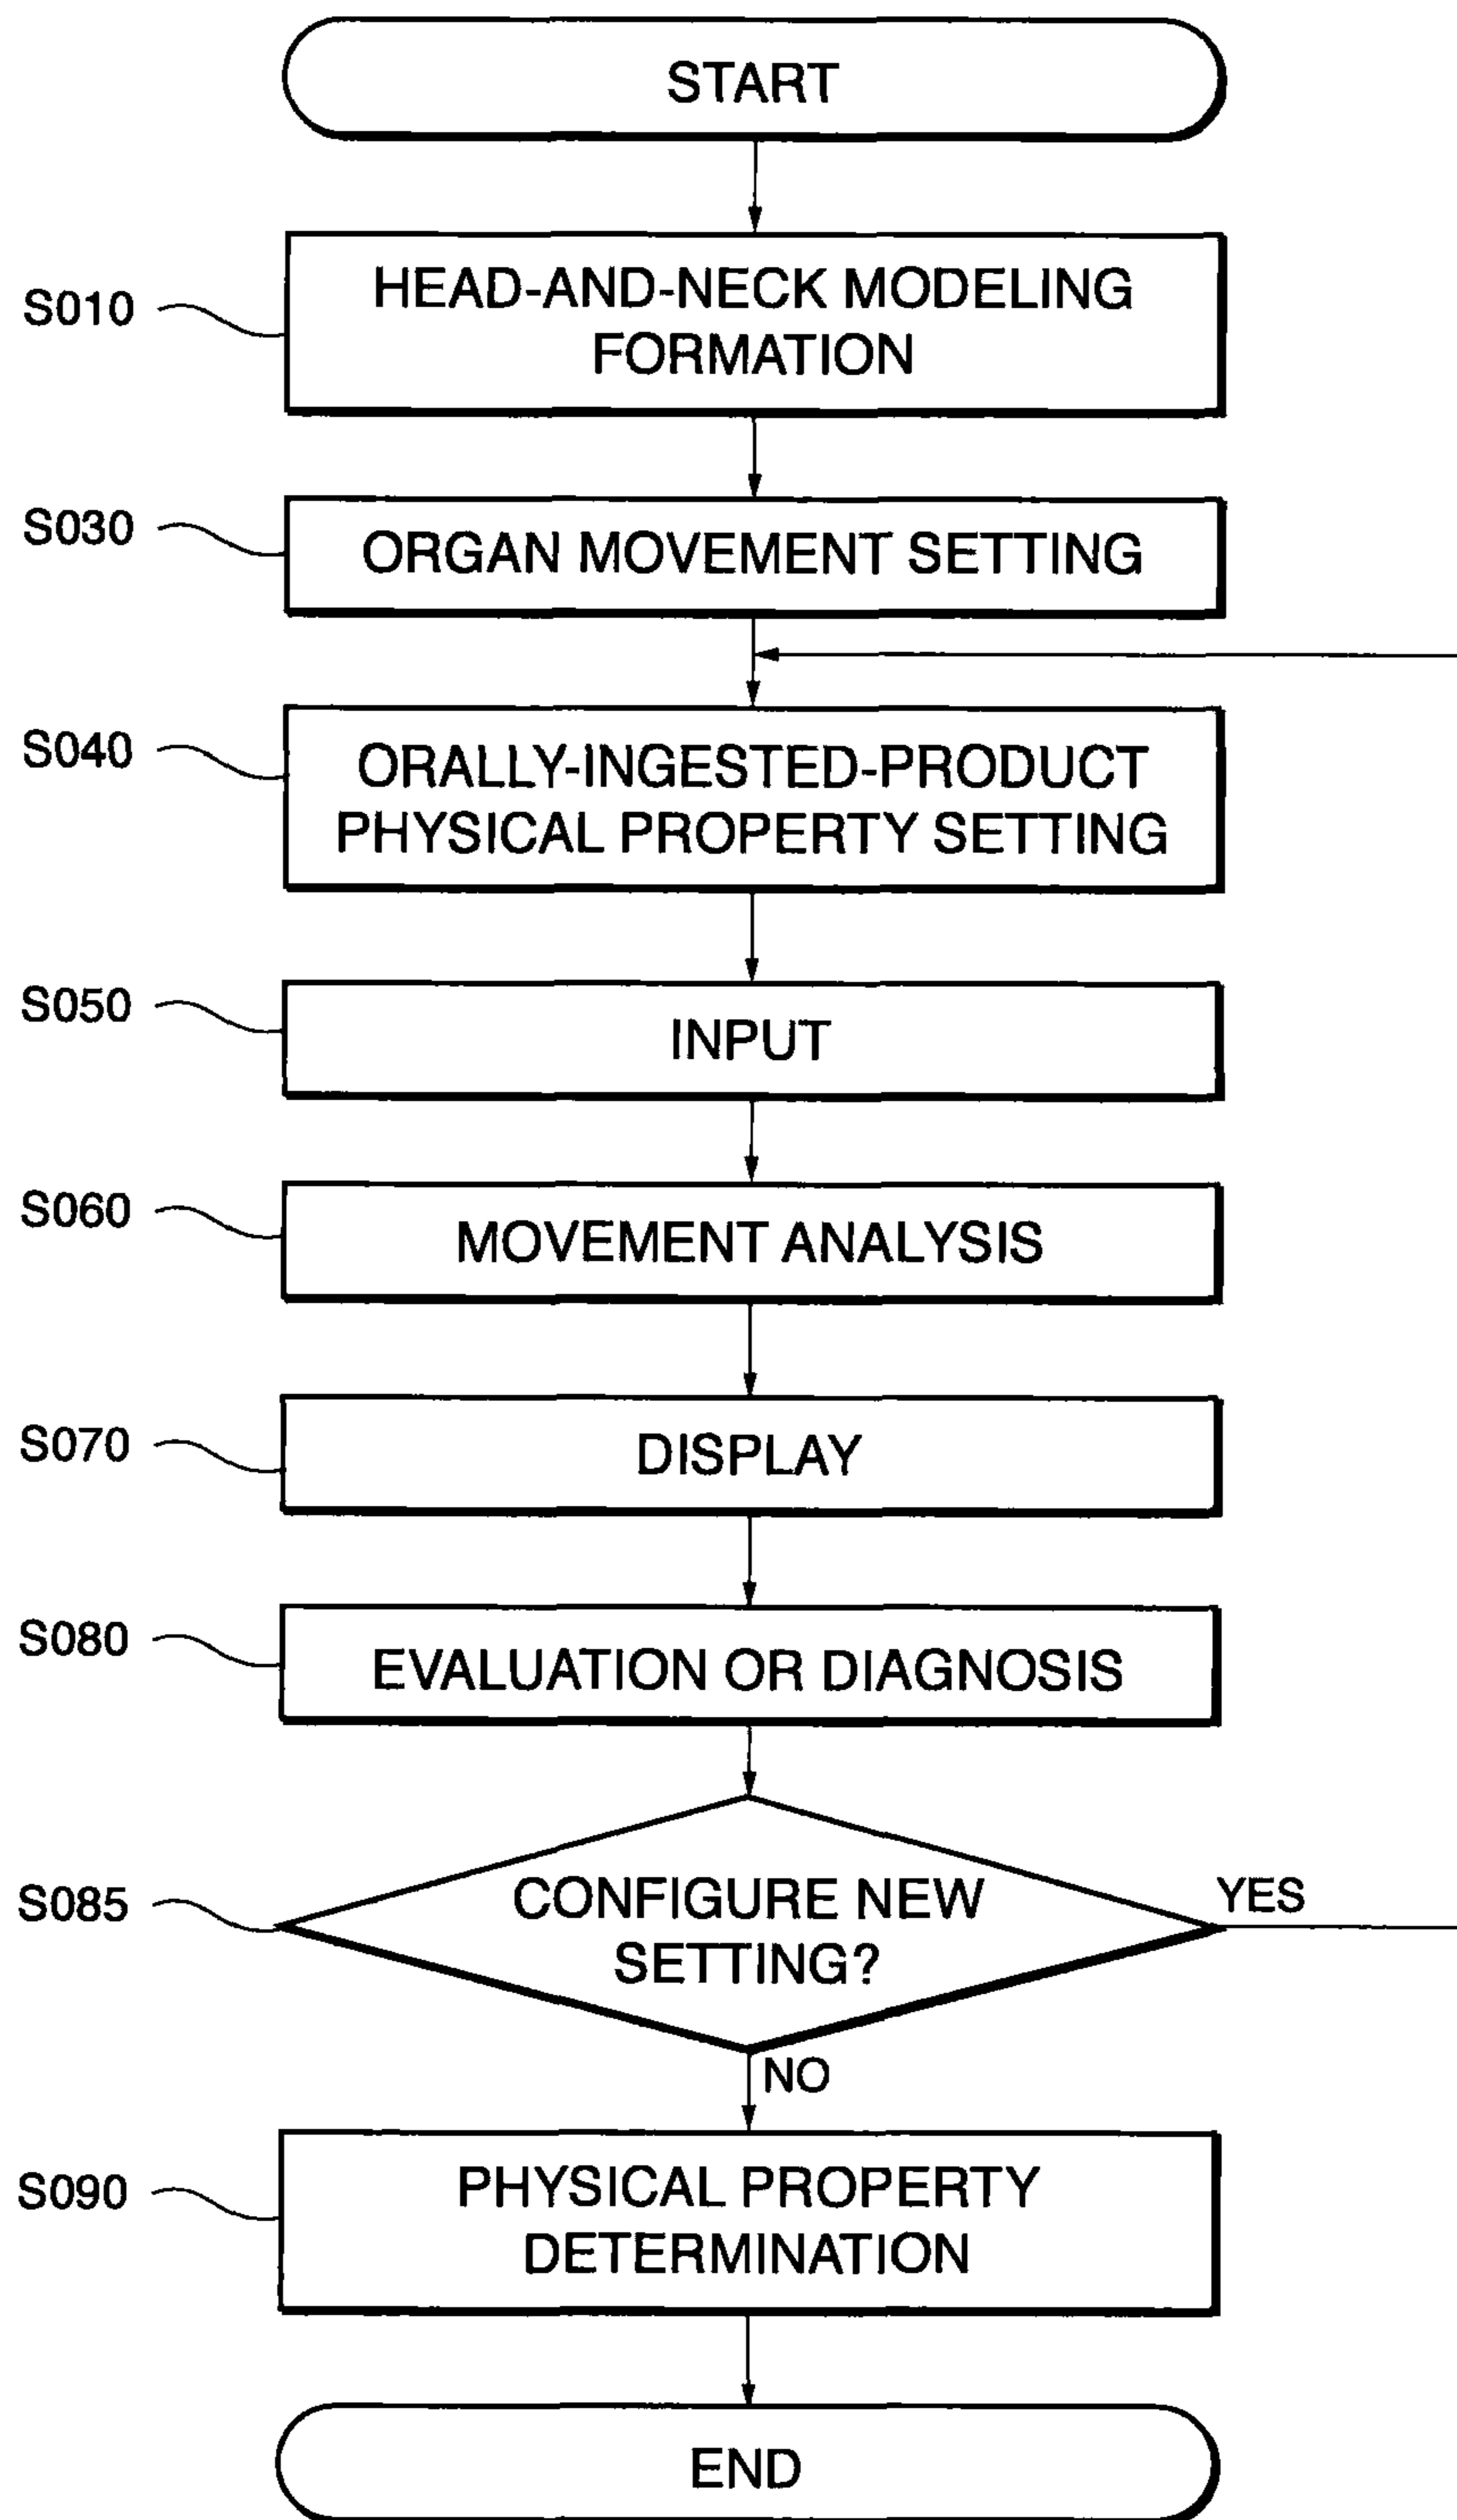 START
S010
HEAD-AND-NECK MODELING
FORMATION
S030
ORGAN MOVEMENT SETTING
S040
ORALLY-INGESTED-PRODUCT
PHYSICAL PROPERTY SETTING
S050
INPUT
S060
MOVEMENT ANALYSIS
S070
DISPLAY
S080
EVALUATION OR DIAGNOSIS
S085
CONFIGURE NEW
SETTING?
YES
NO
S090
PHYSICAL PROPERTY
DETERMINATION
END